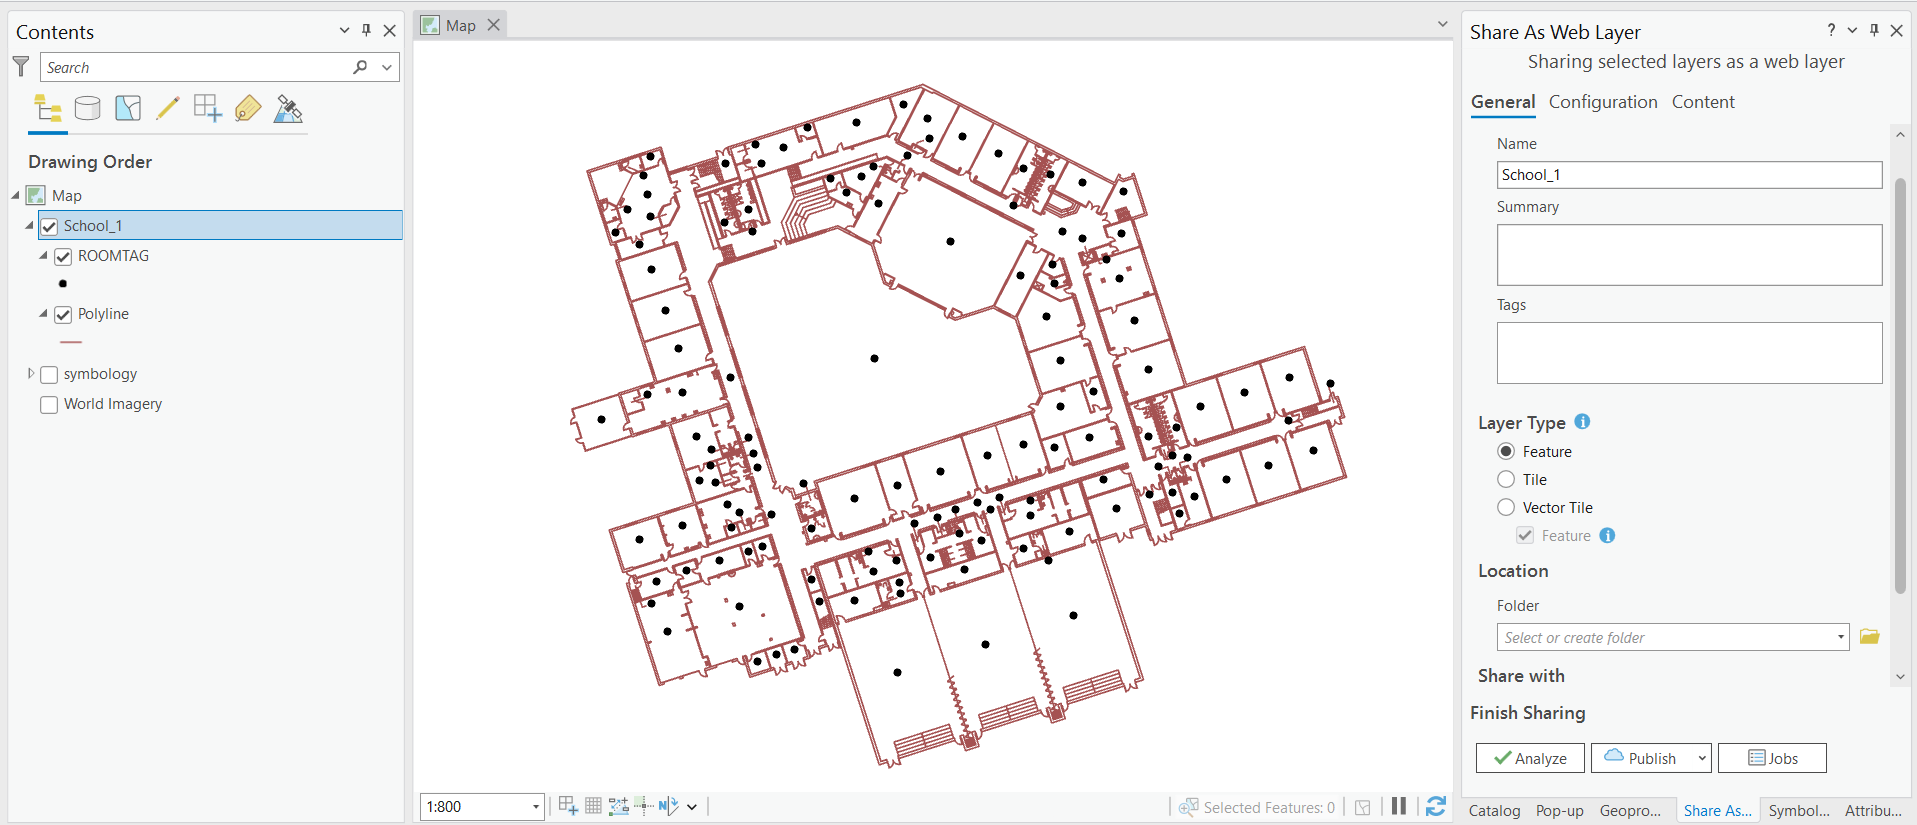 Contents
Search
Drawing Order
Map
School_1
ROOMTAG
Polyline
symbology
World Imagery
Map
1:800
Selected Features: 0
Share As Web Layer
?
Sharing selected layers as a web layer
General Configuration Content
Name
School_1
Summary
Tags
Layer Type
Feature
Tile
Vector Tile
Feature
Location
Folder
Select or create folder
Share with
Finish Sharing
Analyze Publish Jobs
Catalog Pop-up Geopro... Share As... Symbol... Attribu...